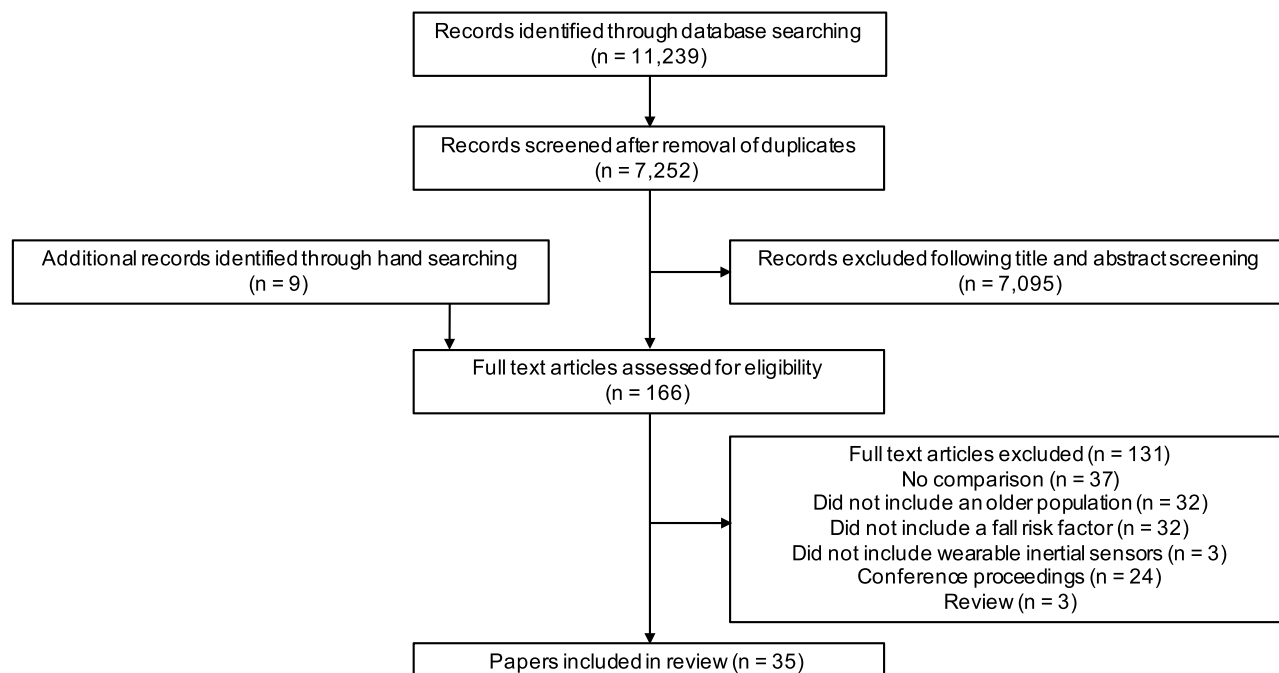 Records identified through database searching
(n = 11,239)
Records screened after removal of duplicates
(n = 7,252)
Additional records identified through hand searching
(n = 9)
Records excluded following title and abstract screening
(n = 7,095)
Full text articles assessed for eligibility
(n = 166)
Full text articles excluded (n = 131)
No comparison (n = 37)
Did not include an older population (n = 32)
Did not include a fall risk factor (n = 32)
Did not include wearable inertial sensors (n = 3)
Conference proceedings (n = 24)
Review (n = 3)
Papers included in review (n = 35)